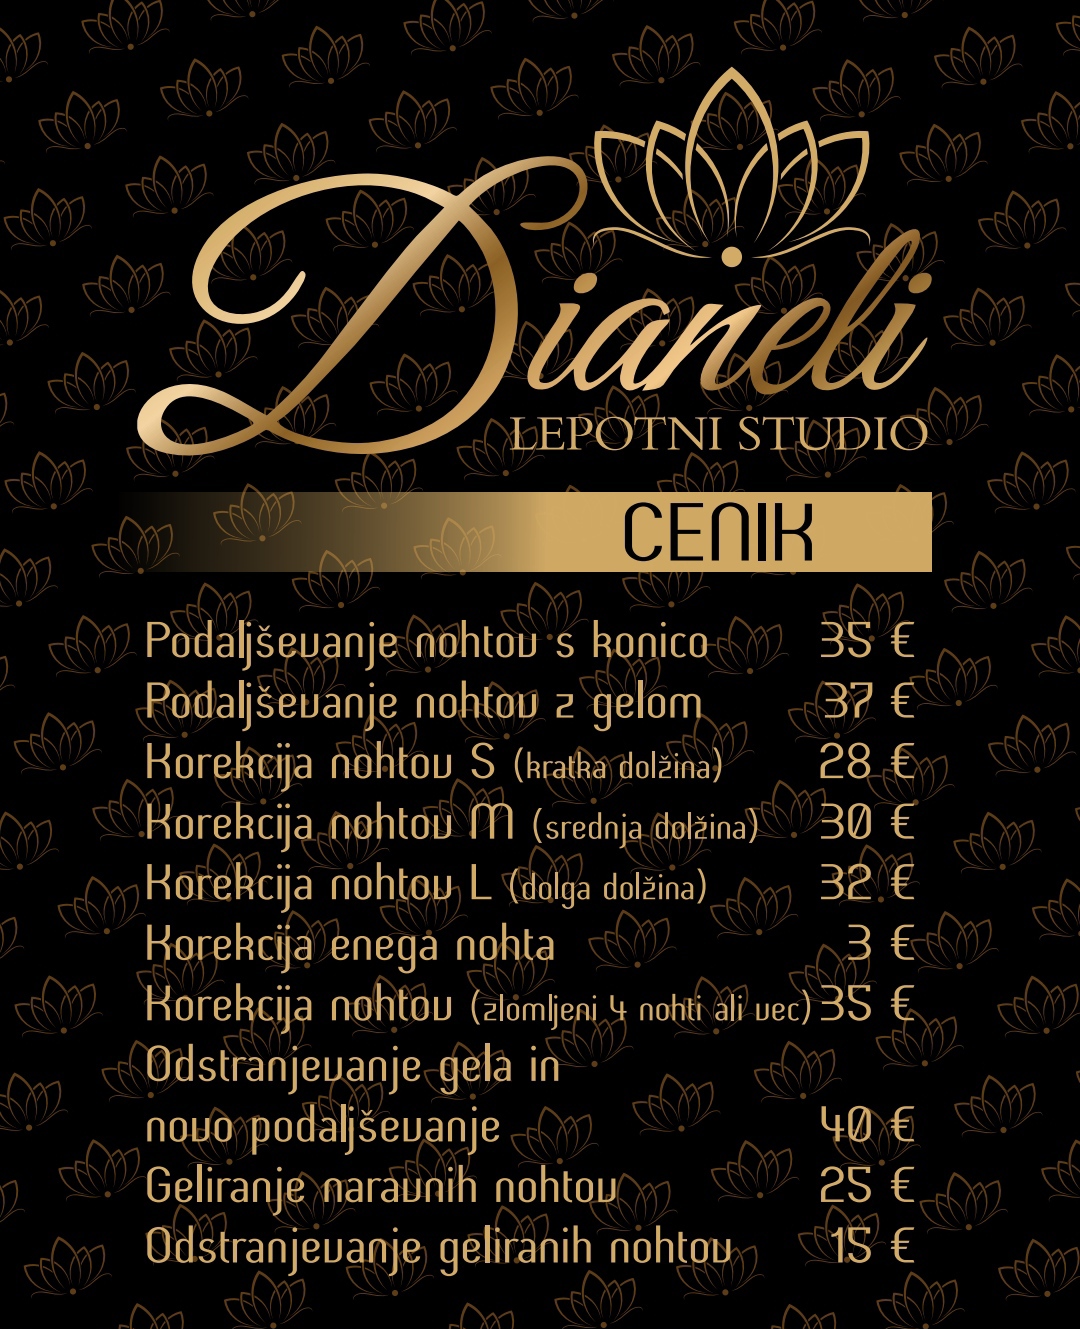 Dianeli
LEPOTNI STUDIO
CENIK
Podaljševanje nohtov s konico 35 €
Podaljševanje nohtov z gelom 37 €
Korekcija nohtov S (kratka dolžina) 28 €
Korekcija nohtov M (srednja dolžina) 30 €
Korekcija nohtov L (dolga dolžina) 32 €
Korekcija enega nohta 3 €
Korekcija nohtov (zlomljeni 4 nohti ali vec) 35 €
Odstranjevanje gela in
novo podaljševanje 40 €
Geliranje naravnih nohtov 25 €
Odstranjevanje geliranih nohtov 15 €